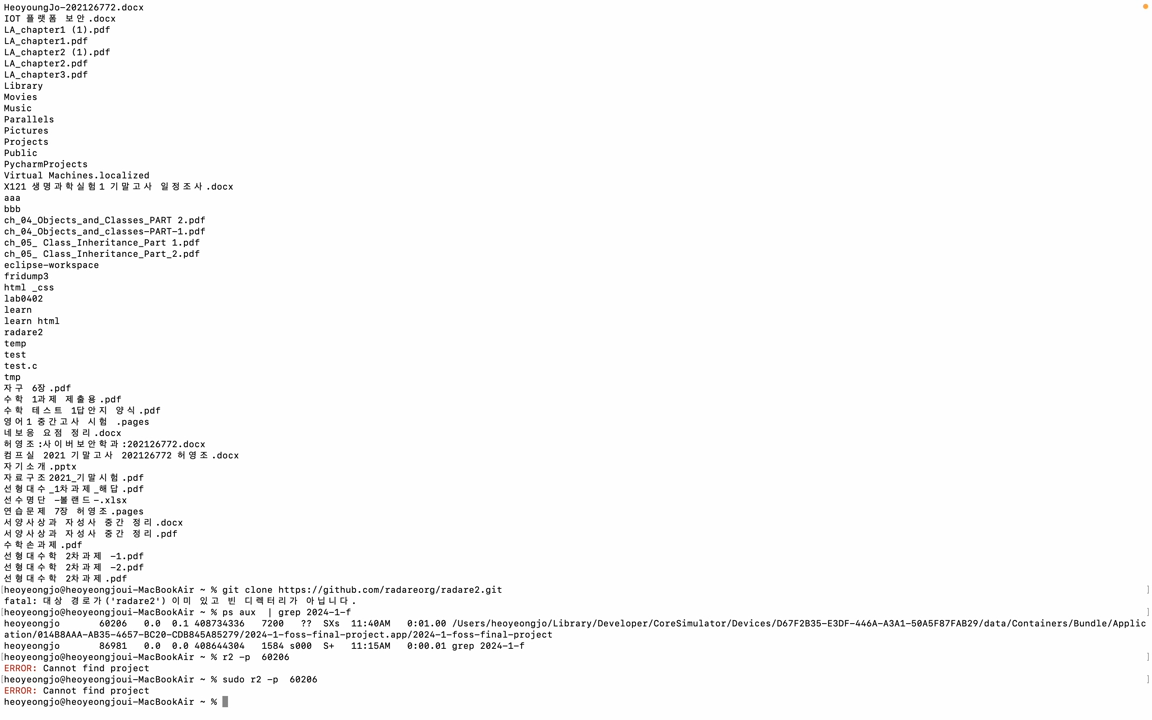 HeoyoungJo-202126772.docx
IOT 플랫폼 보안.docx
LA_chapter1 (1).pdf
LA_chapter1.pdf
LA_chapter2 (1).pdf
LA_chapter2.pdf
LA_chapter3.pdf
Library
Movies
Music
Parallels
Pictures
Projects
Public
PycharmProjects
Virtual Machines.localized
X121 생명과학실험1 기말고사 일정조사.docx
aaa
bbb
ch_04_Objects_and_Classes_PART 2.pdf
ch_04_Objects_and_classes-PART-1.pdf
ch_05_ Class_Inheritance_Part 1.pdf
ch_05_ Class_Inheritance_Part_2.pdf
eclipse-workspace
fridump3
html _css
lab0402
learn
learn html
radare2
temp
test
test.c
tmp
자구 6장.pdf
수학 1과제 제출용.pdf
수학 테스트 1답안지 양식.pdf
영어1 중간고사 시험 .pages
네보응 요점 정리.docx
허영조:사이버보안학과:202126772.docx
컴프실 2021 기말고사 202126772 허영조.docx
자기소개.pptx
자료구조2021_기말시험.pdf
선형대수_1차과제_해답.pdf
선수명단 -볼랜드-.xlsx
연습문제 7장 허영조.pages
서양사상과 자성사 중간 정리.docx
서양사상과 자성사 중간 정리.pdf
수학손과제.pdf
선형대수학 2차과제 -1.pdf
선형대수학 2차과제 -2.pdf
선형대수학 2차과제.pdf
[heoyeongjo@heoyeongjoui-MacBookAir ~ % git clone https://github.com/radareorg/radare2.git ]
fatal: 대상 경로가('radare2') 이미 있고 빈 디렉터리가 아닙니다.
[heoyeongjo@heoyeongjoui-MacBookAir ~ % ps aux  | grep 2024-1-f ]
heoyeongjo       60206   0.0  0.1 408734336   7200   ??  SXs  11:40AM   0:01.00 /Users/heoyeongjo/Library/Developer/CoreSimulator/Devices/D67F2B35-E3DF-446A-A3A1-50A5F87FAB29/data/Containers/Bundle/Applic
ation/014B8AAA-AB35-4657-BC20-CDB845A85279/2024-1-foss-final-project.app/2024-1-foss-final-project
heoyeongjo       86981   0.0  0.0 408644304   1584 s000  S+   11:15AM   0:00.01 grep 2024-1-f
[heoyeongjo@heoyeongjoui-MacBookAir ~ % r2 -p  60206 ]
ERROR: Cannot find project
[heoyeongjo@heoyeongjoui-MacBookAir ~ % sudo r2 -p  60206 ]
ERROR: Cannot find project
heoyeongjo@heoyeongjoui-MacBookAir ~ %